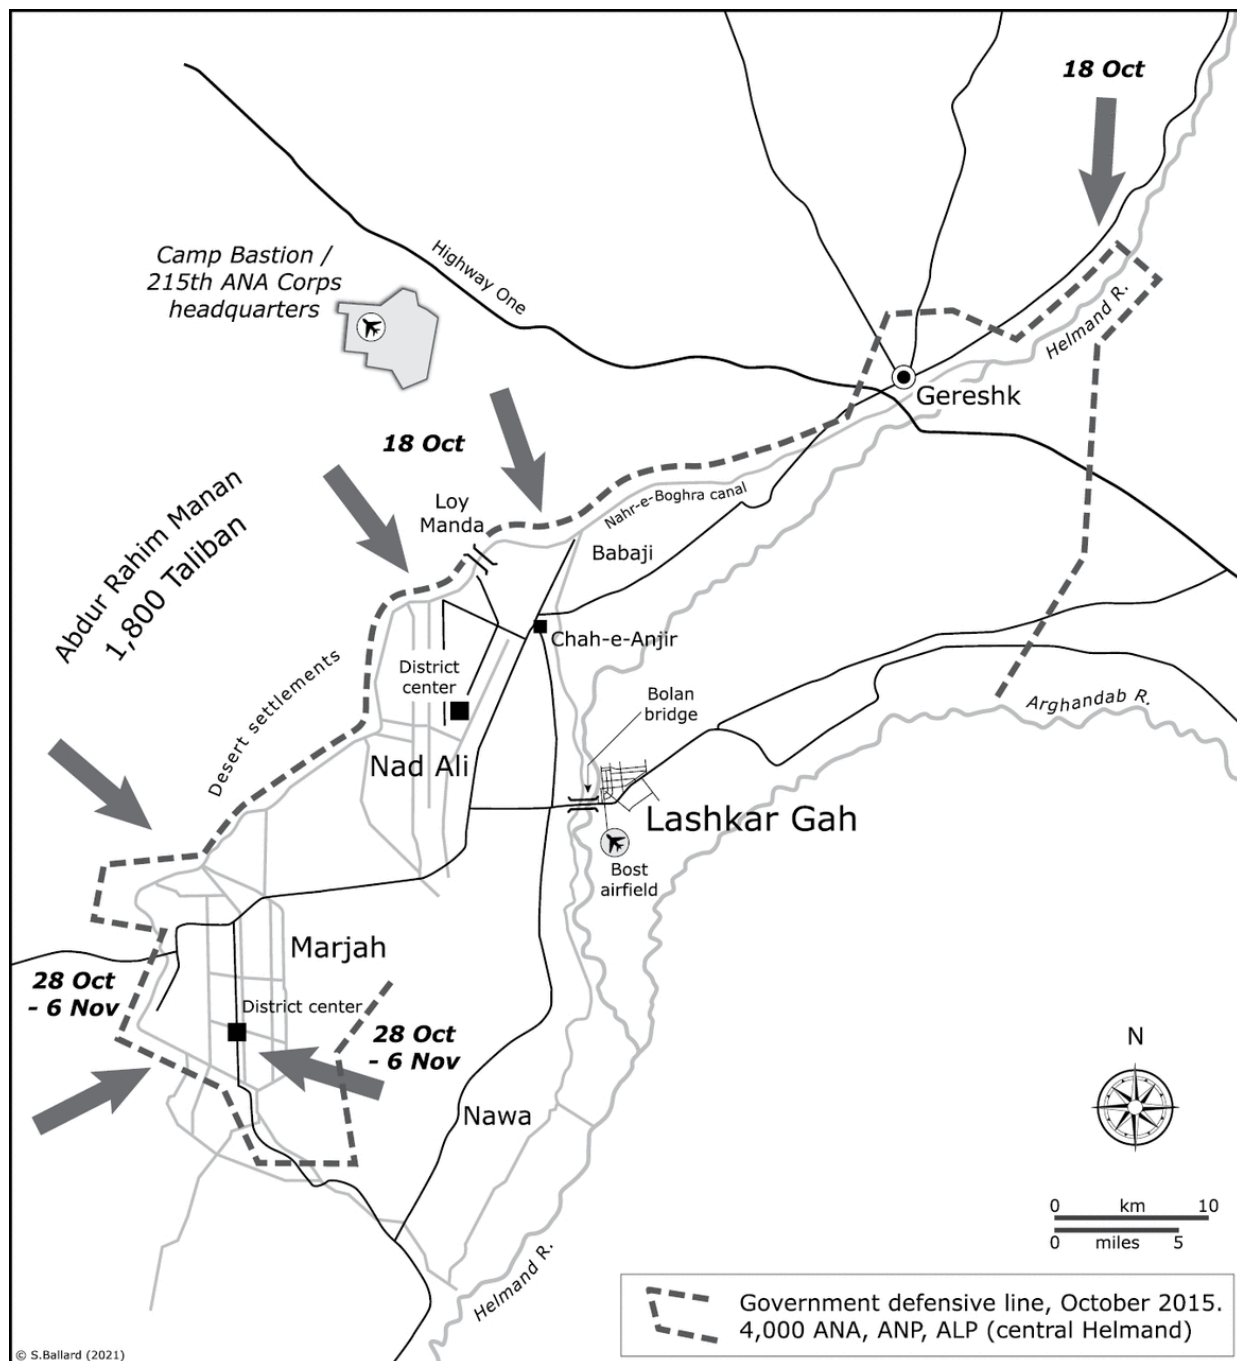 18 Oct
Camp Bastion /
215th ANA Corps
headquarters
Highway One
Helmand R.
Gereshk
18 Oct
Abdur Rahim Manan
1,800 Taliban
Loy
Manda
Nahr-e-Boghra canal
Babaji
Chah-e-Anjir
District
center
Desert settlements
Bolan
bridge
Arghandab R.
Nad Ali
Lashkar Gah
Bost
airfield
Marjah
28 Oct
- 6 Nov
District center
28 Oct
- 6 Nov
Nawa
N
0 km 10
0 miles 5
Helmand R.
Government defensive line, October 2015.
4,000 ANA, ANP, ALP (central Helmand)
© S.Ballard (2021)